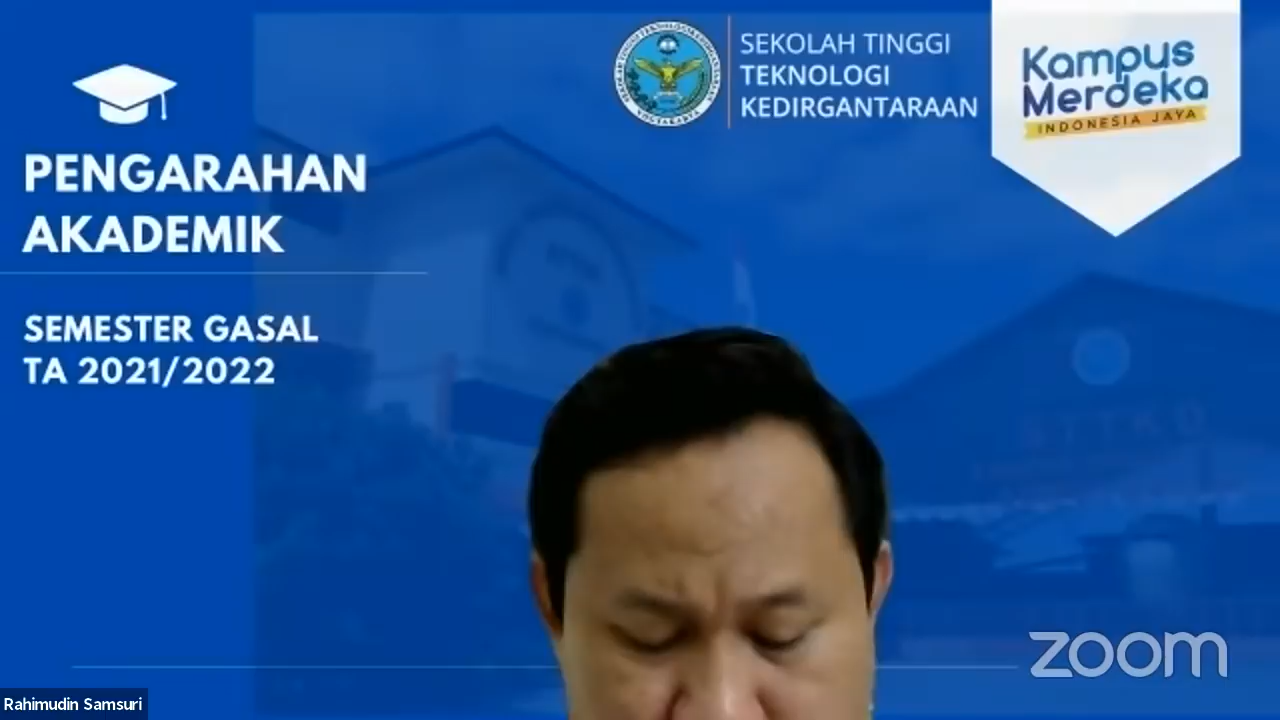 SEKOLAH TINGGI
TEKNOLOGI
KEDIRGANTARAAN
Kampus
Merdeka
INDONESIA JAYA
PENGARAHAN
AKADEMIK
SEMESTER GASAL
TA 2021/2022
zoom
Rahimudin Samsuri